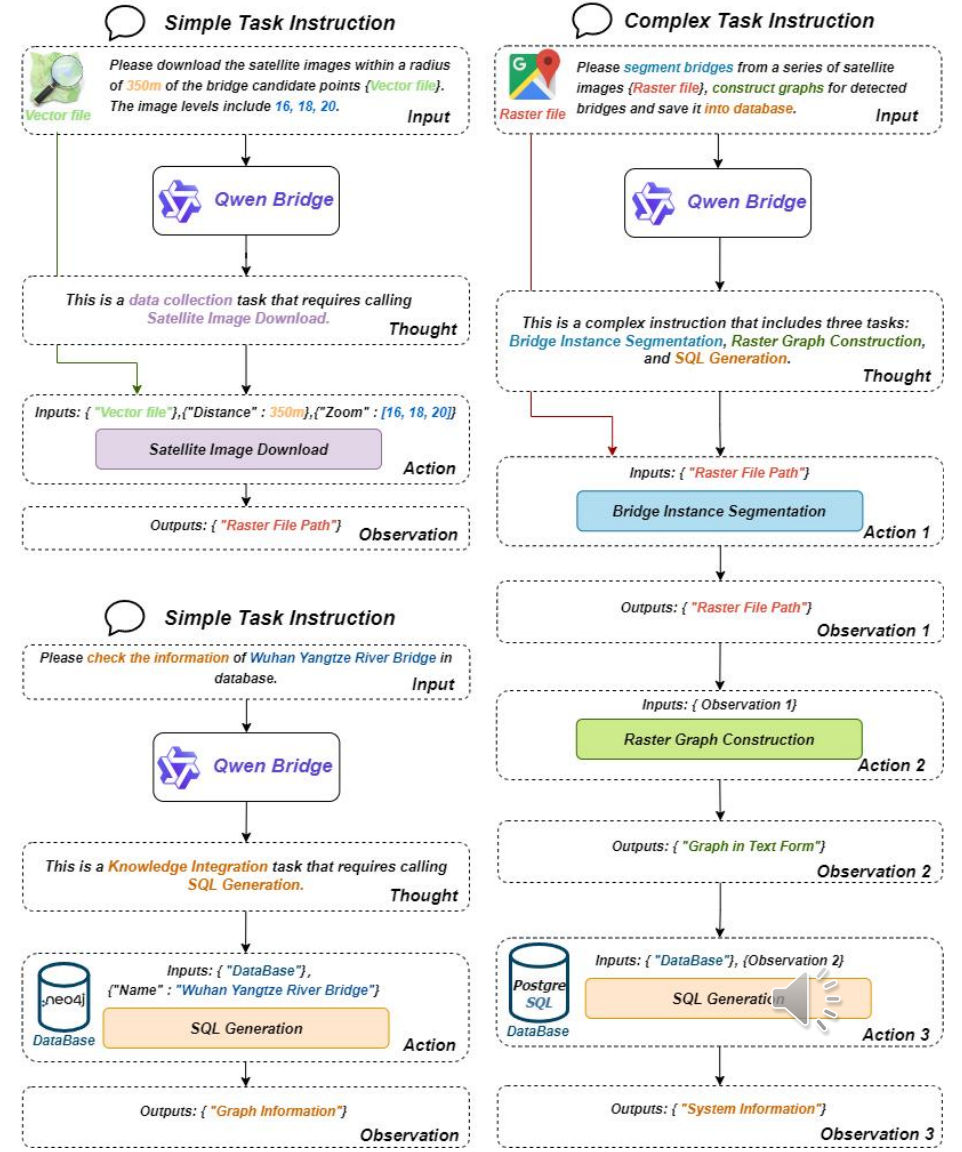 Simple Task Instruction
Please download the satellite images within a radius
of 350m of the bridge candidate points {Vector file}.
The image levels include 16, 18, 20.
Vector file
Input
Qwen Bridge
This is a data collection task that requires calling
Satellite Image Download.
Thought
Inputs: { "Vector file"},{"Distance" : 350m},{"Zoom" : [16, 18, 20]}
Satellite Image Download
Action
Outputs: { "Raster File Path"}
Observation
Simple Task Instruction
Please check the information of Wuhan Yangtze River Bridge in
database.
Input
Qwen Bridge
This is a Knowledge Integration task that requires calling
SQL Generation.
Thought
Inputs: { "DataBase"},
{"Name" : "Wuhan Yangtze River Bridge"}
neo4j
DataBase
SQL Generation
Action
Outputs: { "Graph Information"}
Observation
Complex Task Instruction
G
Please segment bridges from a series of satellite
images {Raster file}, construct graphs for detected
bridges and save it into database.
Raster file
Input
Qwen Bridge
This is a complex instruction that includes three tasks:
Bridge Instance Segmentation, Raster Graph Construction,
and SQL Generation.
Thought
Inputs: { "Raster File Path"}
Bridge Instance Segmentation
Action 1
Outputs: { "Raster File Path"}
Observation 1
Inputs: { Observation 1}
Raster Graph Construction
Action 2
Outputs: { "Graph in Text Form"}
Observation 2
Inputs: { "DataBase"}, {Observation 2}
Postgre
SQL
DataBase
SQL Generation
Action 3
Outputs: { "System Information"}
Observation 3